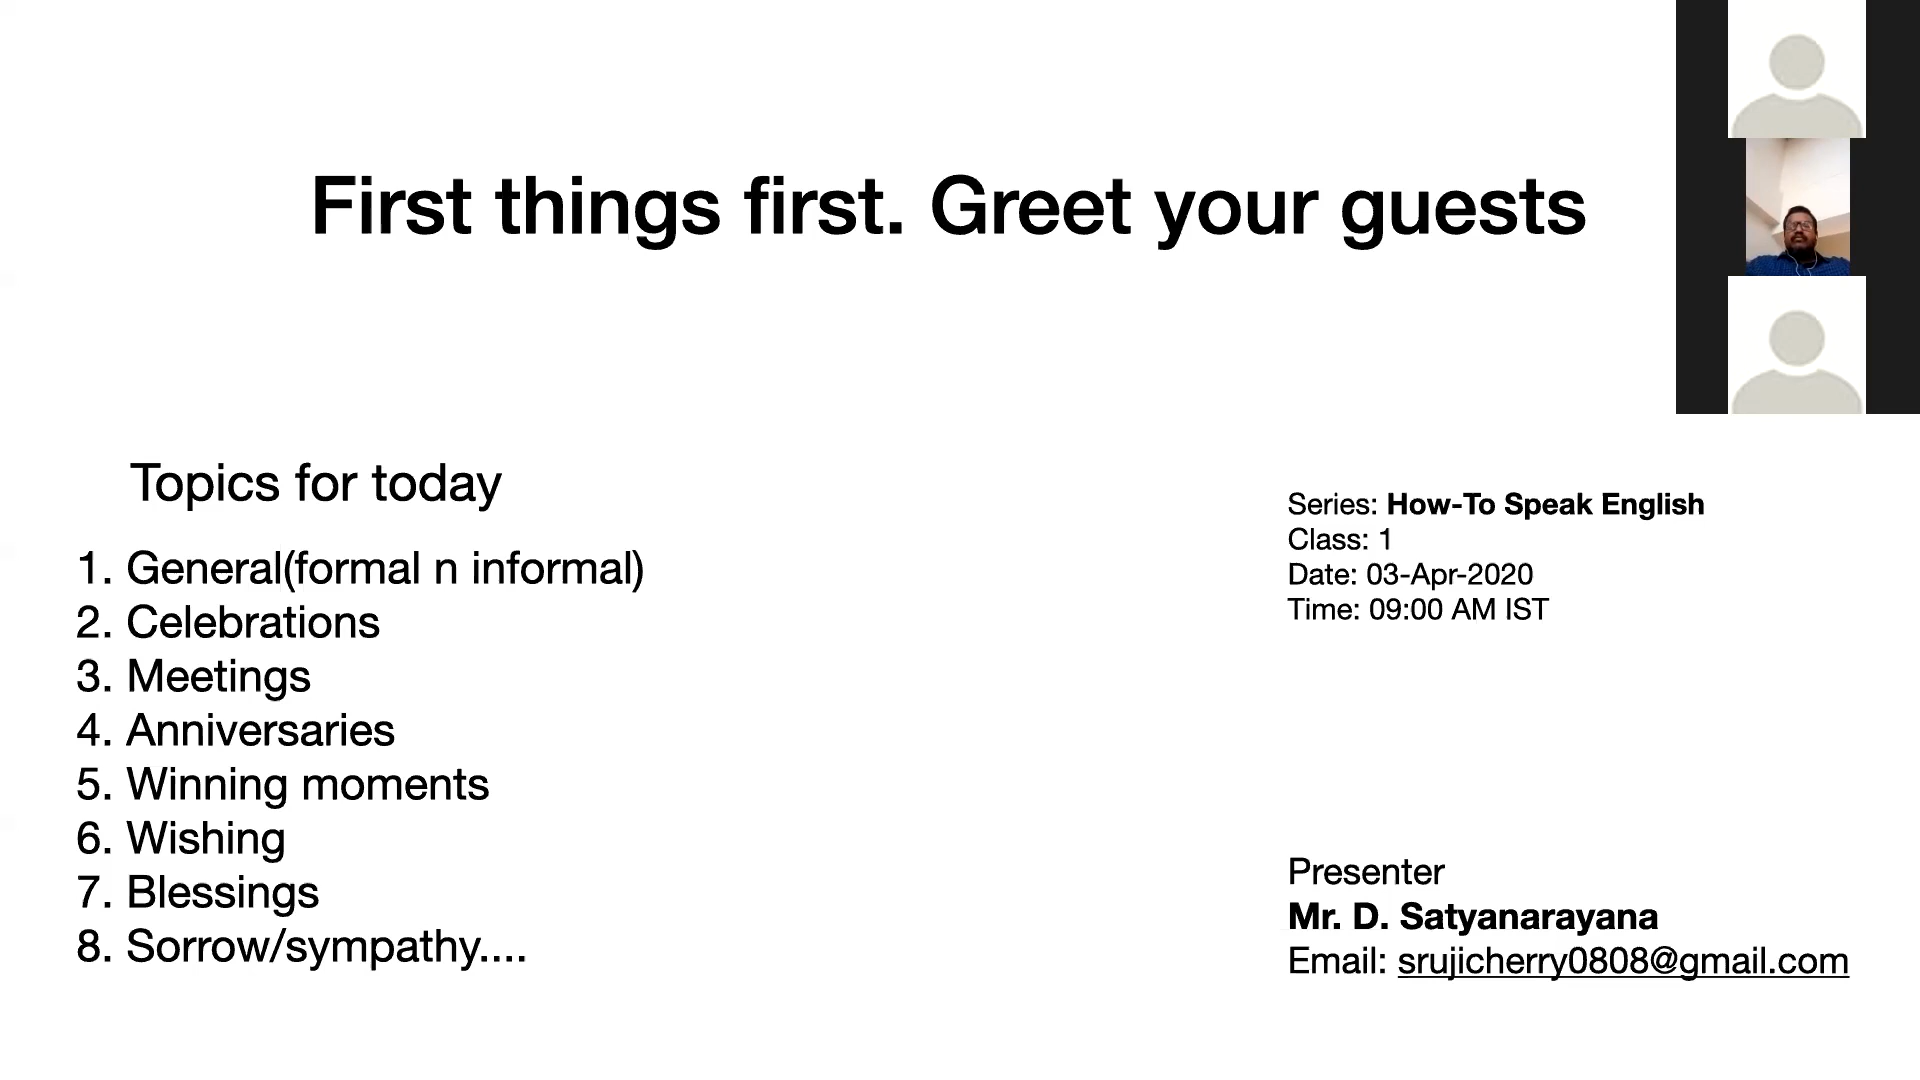 First things first. Greet your guests
Topics for today
1. General(formal n informal)
2. Celebrations
3. Meetings
4. Anniversaries
5. Winning moments
6. Wishing
7. Blessings
8. Sorrow/sympathy....
Series: How-To Speak English
Class: 1
Date: 03-Apr-2020
Time: 09:00 AM IST
Presenter
Mr. D. Satyanarayana
Email: srujicherry0808@gmail.com